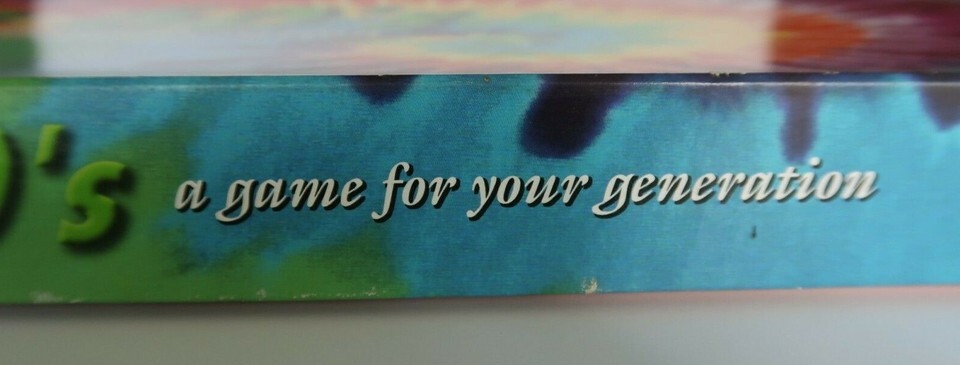 's a game for your generation